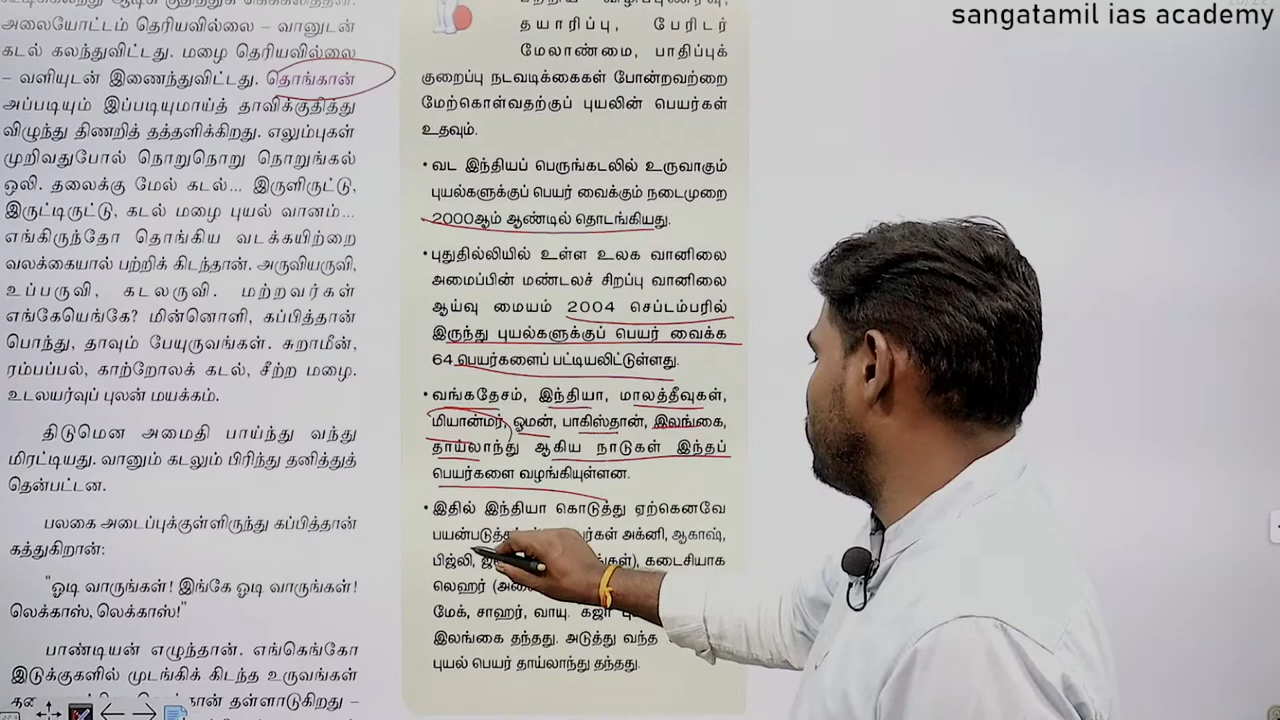 sangatamil ias academy
அலையோட்டம் தெரியவில்லை – வானுடன்
கடல் கலந்துவிட்டது. மழை தெரியவில்லை
– வளியுடன் இணைந்துவிட்டது. தொங்கான்
அப்படியும் இப்படியுமாய்த் தாவிக்குதித்து
விழுந்து திணறித் தத்தளிக்கிறது. எலும்புகள்
முறிவதுபோல் நொறுநொறு நொறுங்கல்
ஒலி. தலைக்கு மேல் கடல்... இருளிருட்டு,
இருட்டிருட்டு, கடல் மழை புயல் வானம்...
எங்கிருந்தோ தொங்கிய வடக்கயிற்றை
வலக்கையால் பற்றிக் கிடந்தான். அருவியருவி,
உப்பருவி, கடலருவி. மற்றவர்கள்
எங்கேயெங்கே? மின்னொளி, கப்பித்தான்
பொந்து, தாவும் பேயுருவங்கள். சுறாமீன்,
ரம்பப்பல், காற்றோலக் கடல், சீற்ற மழை.
உடலயர்வுப் புலன் மயக்கம்.
திடுமென அமைதி பாய்ந்து வந்து
மிரட்டியது. வானும் கடலும் பிரிந்து தனித்துத்
தென்பட்டன.
பலகை அடைப்புக்குள்ளிருந்து கப்பித்தான்
கத்துகிறான்:
"ஓடி வாருங்கள்! இங்கே ஓடி வாருங்கள்!
லெக்காஸ், லெக்காஸ்!"
பாண்டியன் எழுந்தான். எங்கெங்கோ
இடுக்குகளில் முடங்கிக் கிடந்த உருவங்கள்
தள்ளாடுகிறது –
தயாரிப்பு, பேரிடர்
மேலாண்மை, பாதிப்புக்
குறைப்பு நடவடிக்கைகள் போன்றவற்றை
மேற்கொள்வதற்குப் புயலின் பெயர்கள்
உதவும்.
• வட இந்தியப் பெருங்கடலில் உருவாகும்
புயல்களுக்குப் பெயர் வைக்கும் நடைமுறை
2000ஆம் ஆண்டில் தொடங்கியது.
• புதுதில்லியில் உள்ள உலக வானிலை
அமைப்பின் மண்டலச் சிறப்பு வானிலை
ஆய்வு மையம் 2004 செப்டம்பரில்
இருந்து புயல்களுக்குப் பெயர் வைக்க
64 பெயர்களைப் பட்டியலிட்டுள்ளது.
• வங்கதேசம், இந்தியா, மாலத்தீவுகள்,
மியான்மர், ஓமன், பாகிஸ்தான், இலங்கை,
தாய்லாந்து ஆகிய நாடுகள் இந்தப்
பெயர்களை வழங்கியுள்ளன.
• இதில் இந்தியா கொடுத்து ஏற்கெனவே
அக்னி, ஆகாஷ்,
பிஜ்லி, கடைசியாக
லெஹர்
மேக், சாஹர், வாயு. கஜா
இலங்கை தந்தது. அடுத்து வந்த
புயல் பெயர் தாய்லாந்து தந்தது.